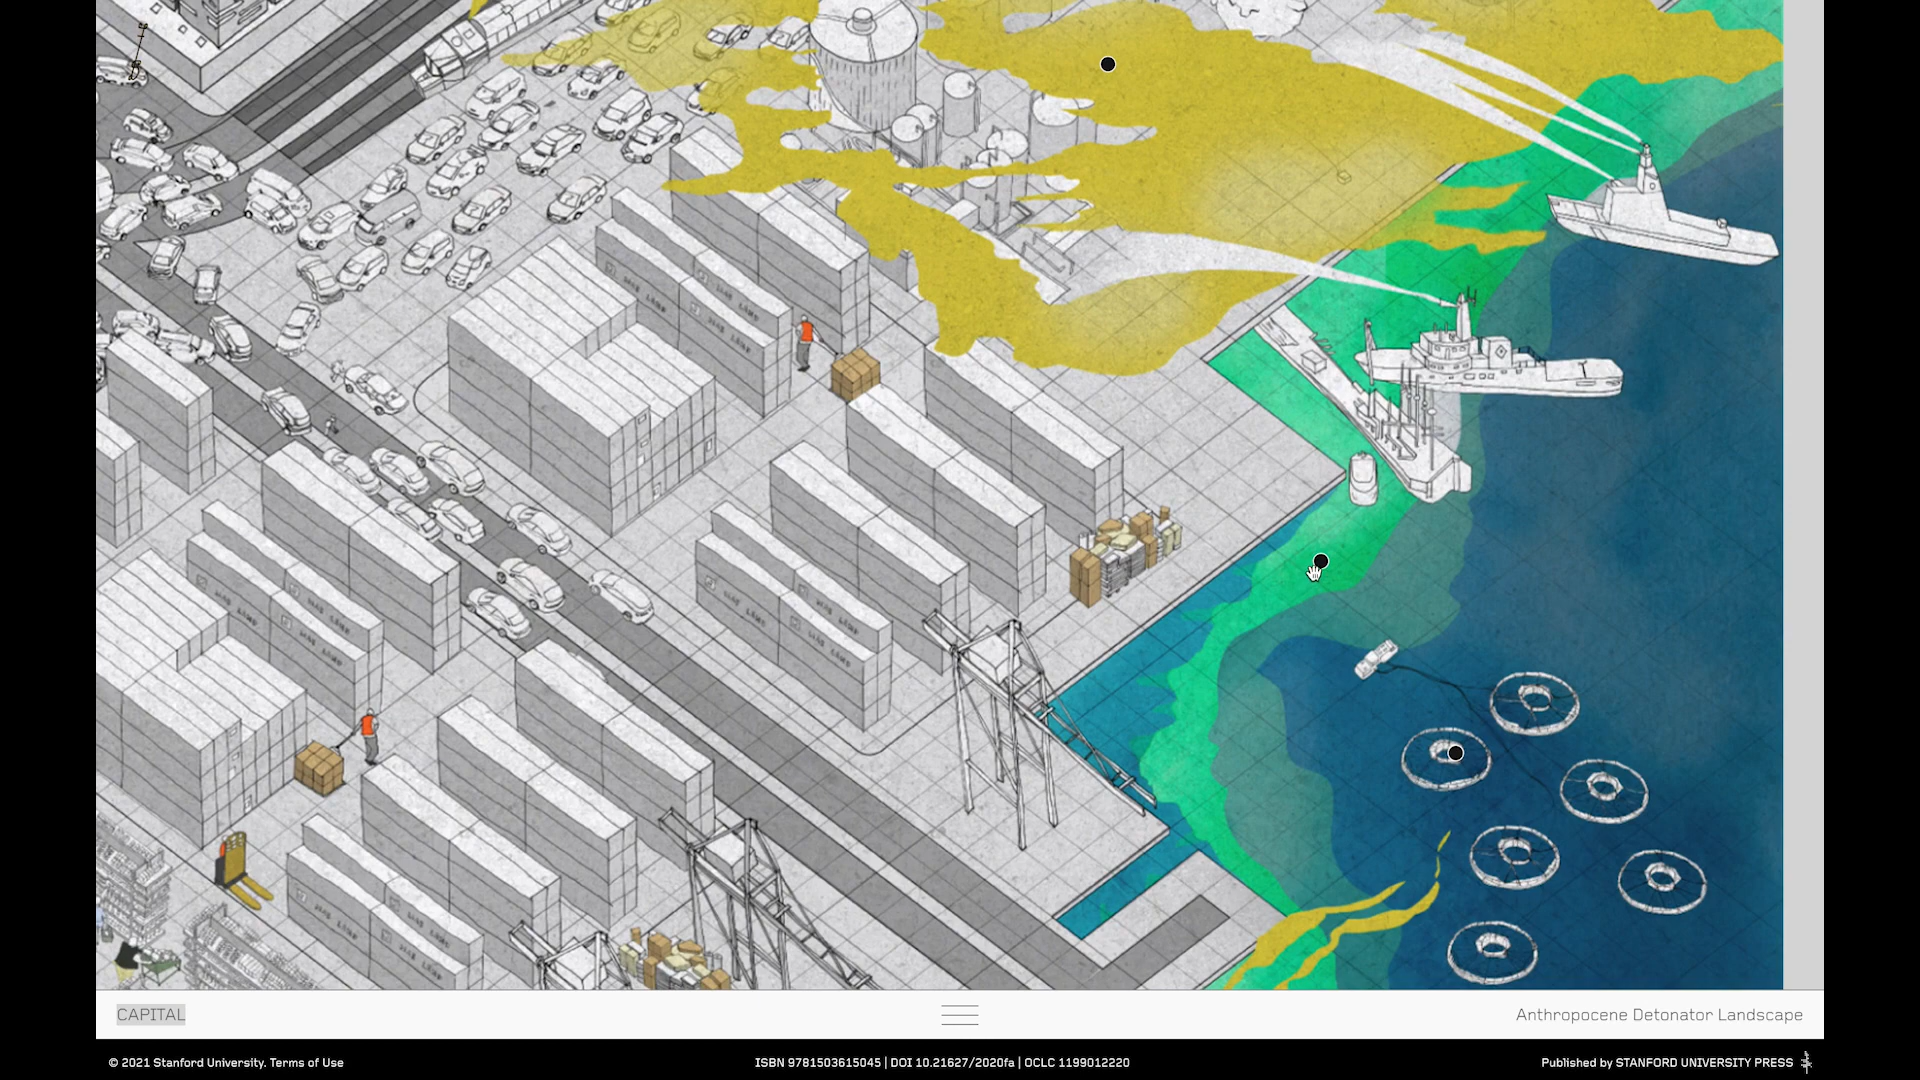 CAPITAL
Anthropocene Detonator Landscape
© 2021 Stanford University. Terms of Use
ISBN 9781503615045 | DOI 10.21627/2020fa | OCLC 1199012220
Published by STANFORD UNIVERSITY PRESS